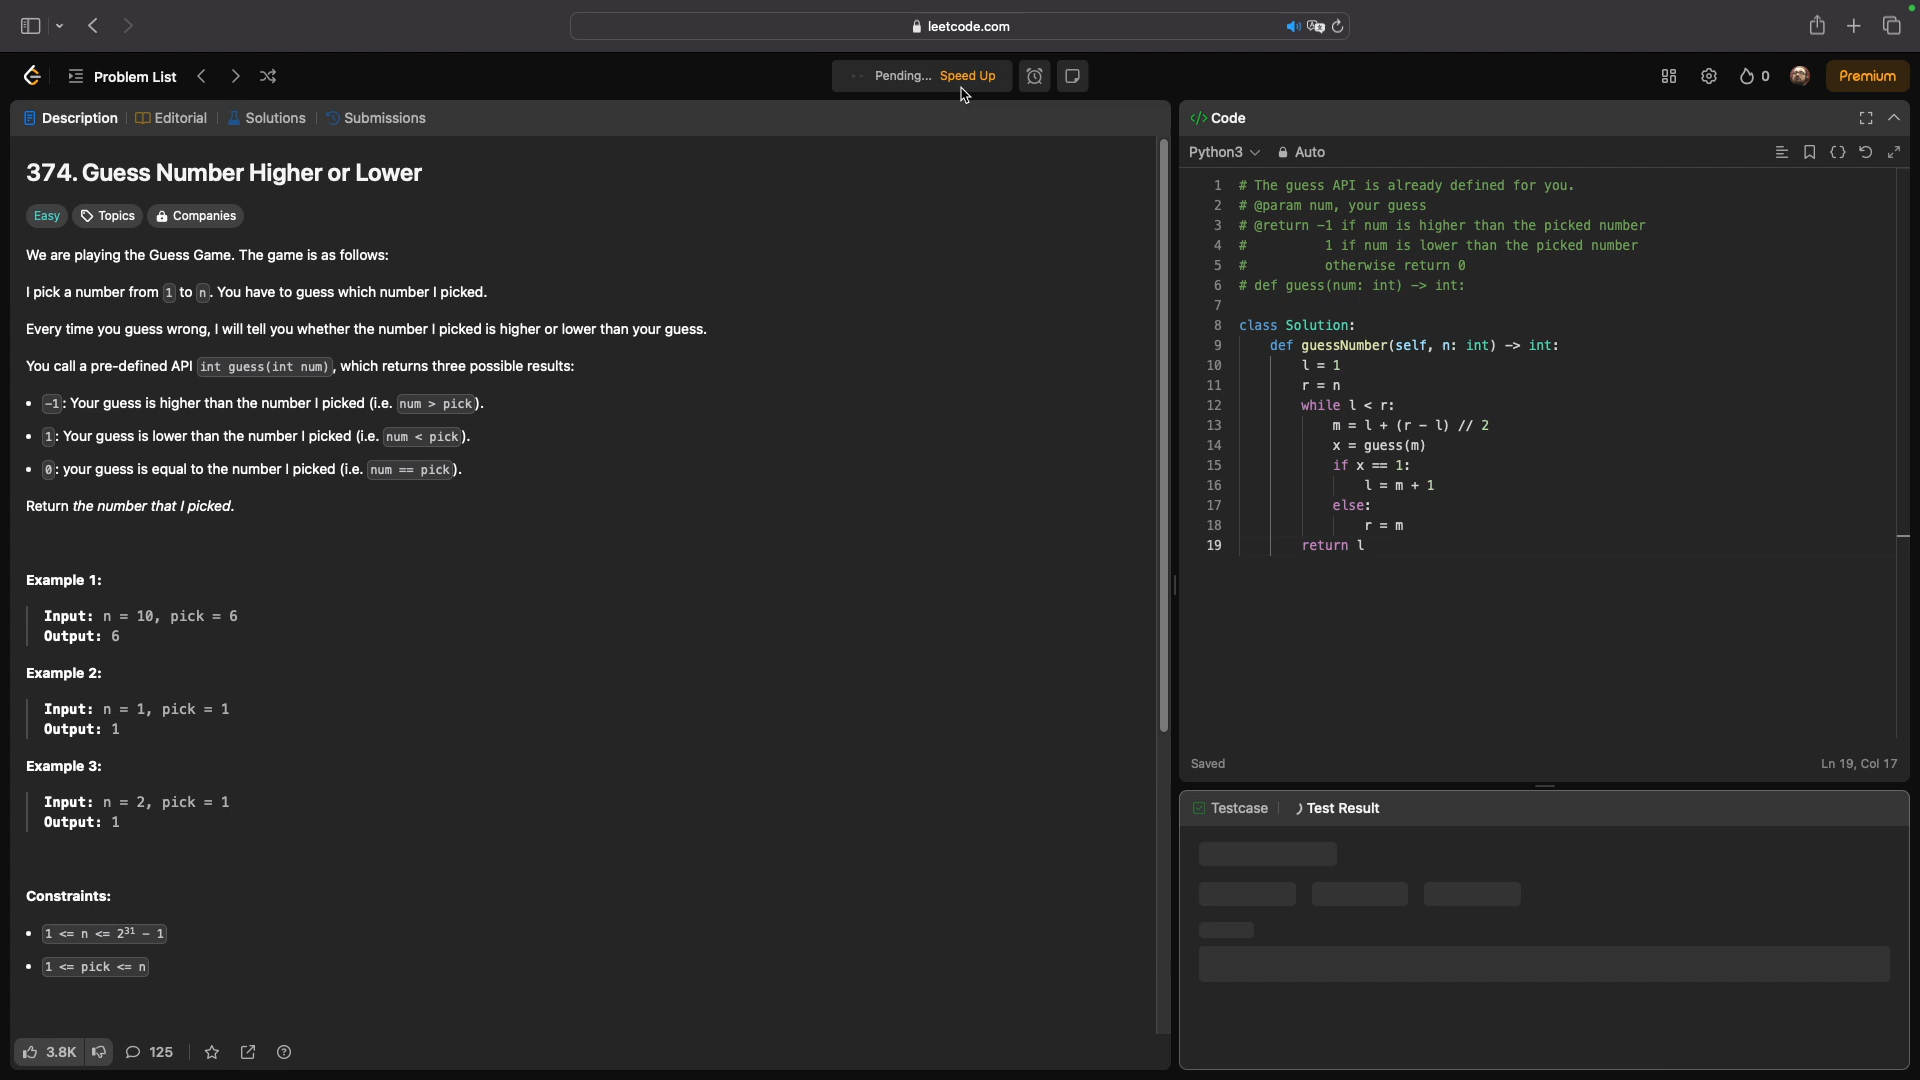 leetcode.com
Problem List
Pending... Speed Up
0
Premium
Description
Editorial
Solutions
Submissions
374. Guess Number Higher or Lower
Easy
Topics
Companies
We are playing the Guess Game. The game is as follows:
I pick a number from 1 to n. You have to guess which number I picked.
Every time you guess wrong, I will tell you whether the number I picked is higher or lower than your guess.
You call a pre-defined API int guess(int num), which returns three possible results:
• -1: Your guess is higher than the number I picked (i.e. num > pick).
• 1: Your guess is lower than the number I picked (i.e. num < pick).
• 0: your guess is equal to the number I picked (i.e. num == pick).
Return the number that I picked.
Example 1:
Input: n = 10, pick = 6
Output: 6
Example 2:
Input: n = 1, pick = 1
Output: 1
Example 3:
Input: n = 2, pick = 1
Output: 1
Constraints:
• 1 <= n <= 2³¹ - 1
• 1 <= pick <= n
3.8K
125
Code
Python3
Auto
1 # The guess API is already defined for you.
2 # @param num, your guess
3 # @return -1 if num is higher than the picked number
4 #          1 if num is lower than the picked number
5 #          otherwise return 0
6 # def guess(num: int) -> int:
7
8 class Solution:
9     def guessNumber(self, n: int) -> int:
10         l = 1
11         r = n
12         while l < r:
13             m = l + (r - l) // 2
14             x = guess(m)
15             if x == 1:
16                 l = m + 1
17             else:
18                 r = m
19         return l
Saved
Ln 19, Col 17
Testcase
Test Result